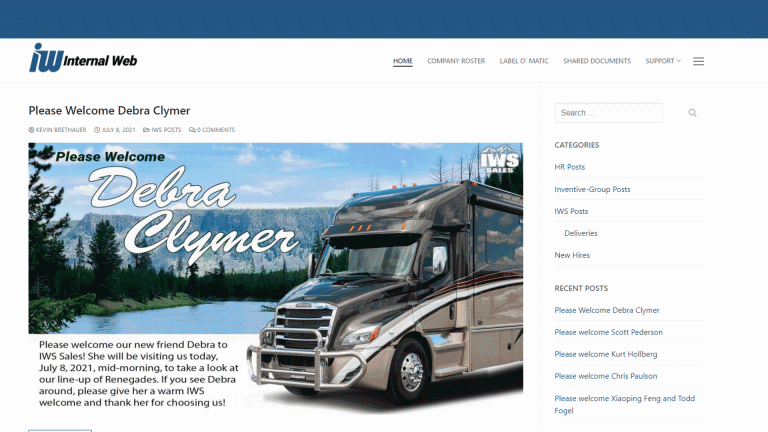 iw Internal Web
HOME
COMPANY ROSTER
LABEL O' MATIC
SHARED DOCUMENTS
SUPPORT
Please Welcome Debra Clymer
KEVIN BRETHAUER
JULY 8, 2021
IWS POSTS
0 COMMENTS
Please Welcome
Debra
Clymer
IWS
SALES
Please welcome our new friend Debra to
IWS Sales! She will be visiting us today,
July 8, 2021, mid-morning, to take a look at
our line-up of Renegades. If you see Debra
around, please give her a warm IWS
welcome and thank her for choosing us!
Search ...
CATEGORIES
HR Posts
Inventive-Group Posts
IWS Posts
Deliveries
New Hires
RECENT POSTS
Please Welcome Debra Clymer
Please welcome Scott Pederson
Please welcome Kurt Hollberg
Please welcome Chris Paulson
Please welcome Xiaoping Feng and Todd
Fogel